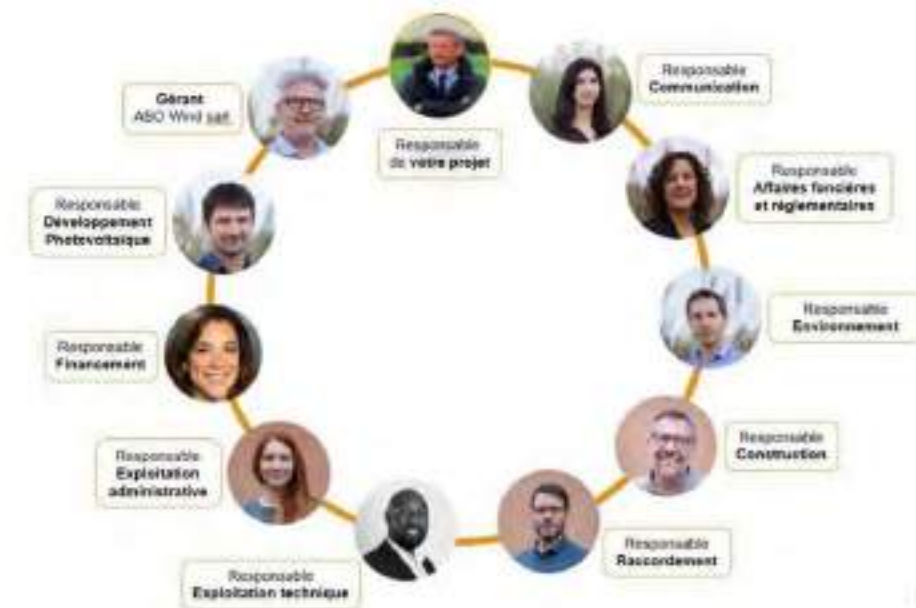 Responsable
Communication
Gérant
ABO Wind sarl
Responsable
de votre projet
Responsable
Affaires foncières
et réglementaires
Responsable
Développement
Photovoltaïque
Responsable
Environnement
Responsable
Financement
Responsable
Construction
Responsable
Exploitation
administrative
Responsable
Raccordement
Responsable
Exploitation technique